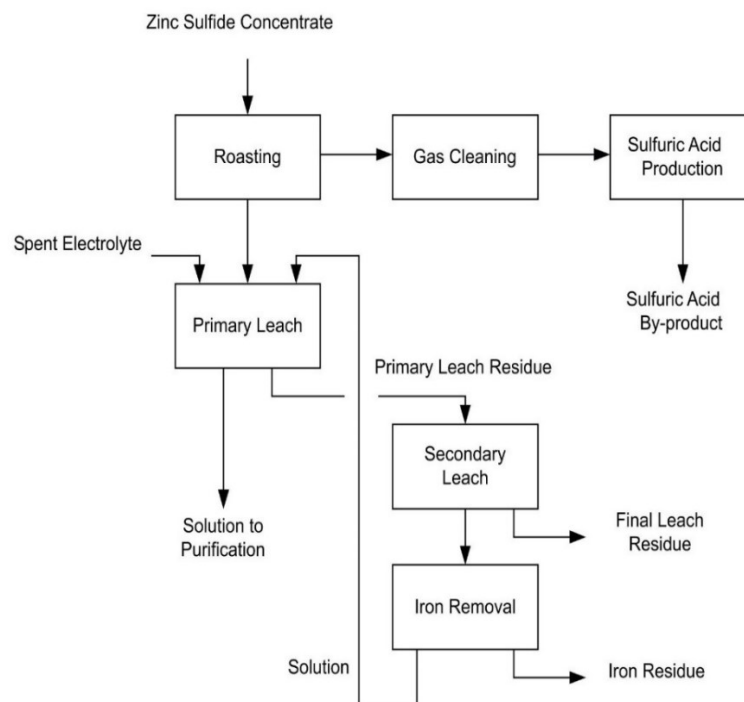 Zinc Sulfide Concentrate
Roasting
Gas Cleaning
Sulfuric Acid
Production
Spent Electrolyte
Primary Leach
Sulfuric Acid
By-product
Primary Leach Residue
Secondary
Leach
Solution to
Purification
Final Leach
Residue
Iron Removal
Solution
Iron Residue